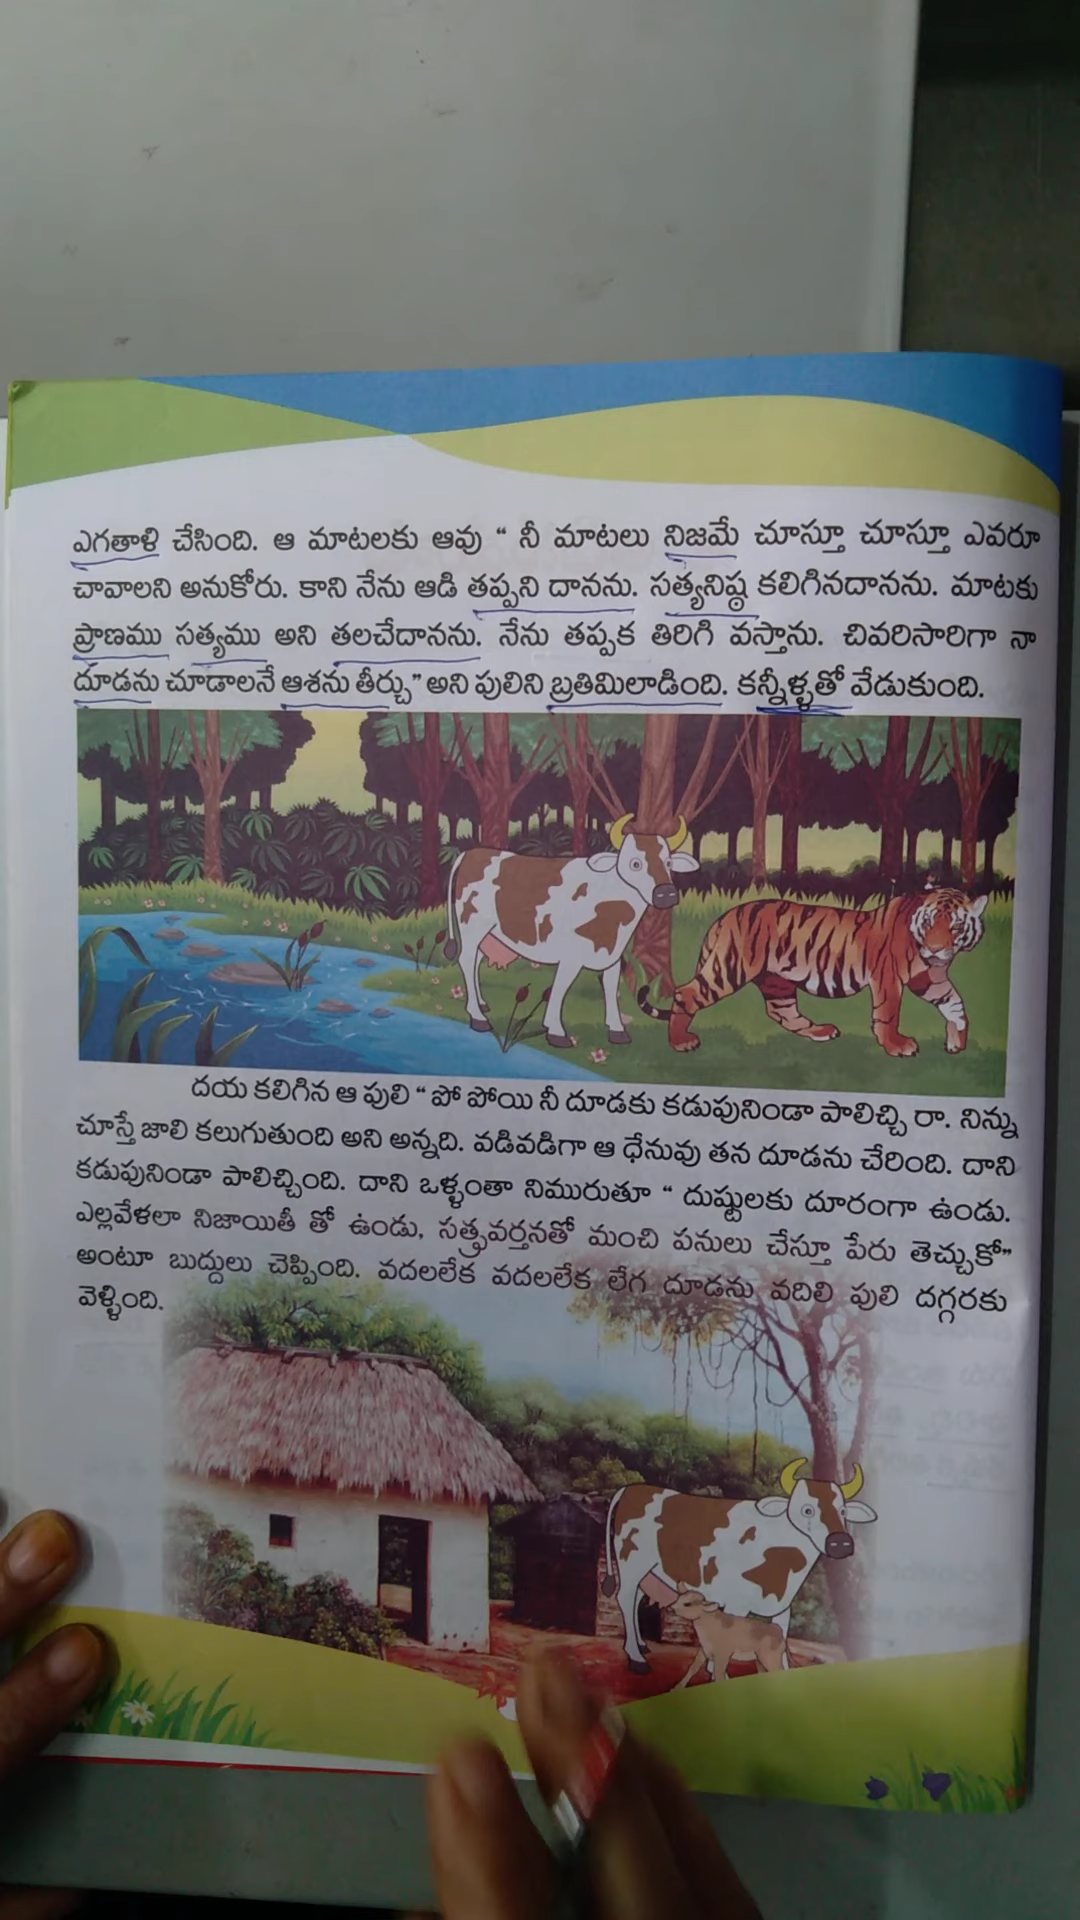 ఎగతాళి చేసింది. ఆ మాటలకు ఆవు “ నీ మాటలు నిజమే చూస్తూ చూస్తూ ఎవరూ
చావాలని అనుకోరు. కాని నేను ఆడి తప్పని దానను. సత్యనిష్ఠ కలిగినదానను. మాటకు
ప్రాణము సత్యము అని తలచేదానను. నేను తప్పక తిరిగి వస్తాను. చివరిసారిగా నా
దూడను చూడాలనే ఆశను తీర్చు” అని పులిని బ్రతిమిలాడింది. కన్నీళ్ళతో వేడుకుంది.
దయ కలిగిన ఆ పులి “ పో పోయి నీ దూడకు కడుపునిండా పాలిచ్చి రా. నిన్ను
చూస్తే జాలి కలుగుతుంది అని అన్నది. వడివడిగా ఆ ధేనువు తన దూడను చేరింది. దాని
కడుపునిండా పాలిచ్చింది. దాని ఒళ్ళంతా నిమురుతూ “ దుష్టులకు దూరంగా ఉండు.
ఎల్లవేళలా నిజాయితీ తో ఉండు, సత్ప్రవర్తనతో మంచి పనులు చేస్తూ పేరు తెచ్చుకో”
అంటూ బుద్దులు చెప్పింది. వదలలేక వదలలేక లేగ దూడను వదిలి పులి దగ్గరకు
వెళ్ళింది.